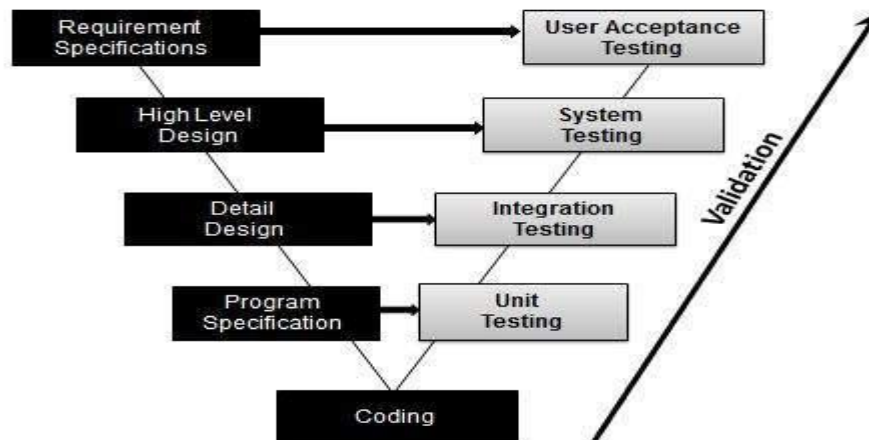 Requirement
Specifications
User Acceptance
Testing
High Level
Design
System
Testing
Detail
Design
Integration
Testing
Program
Specification
Unit
Testing
Coding
Validation